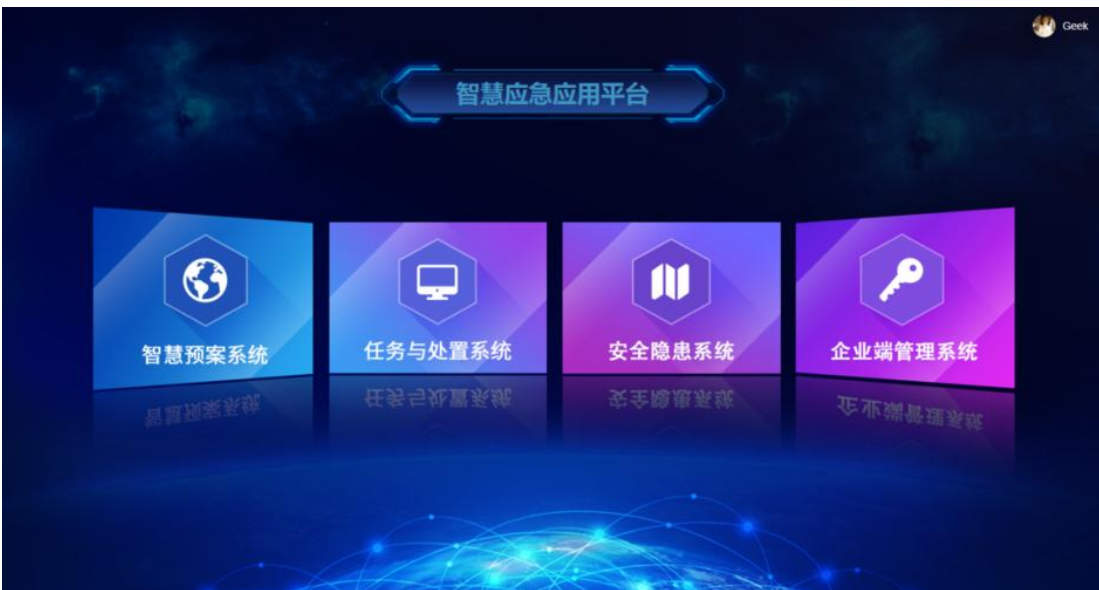 Geek
智慧应急应用平台
智慧预案系统
任务与处置系统
安全隐患系统
企业端管理系统